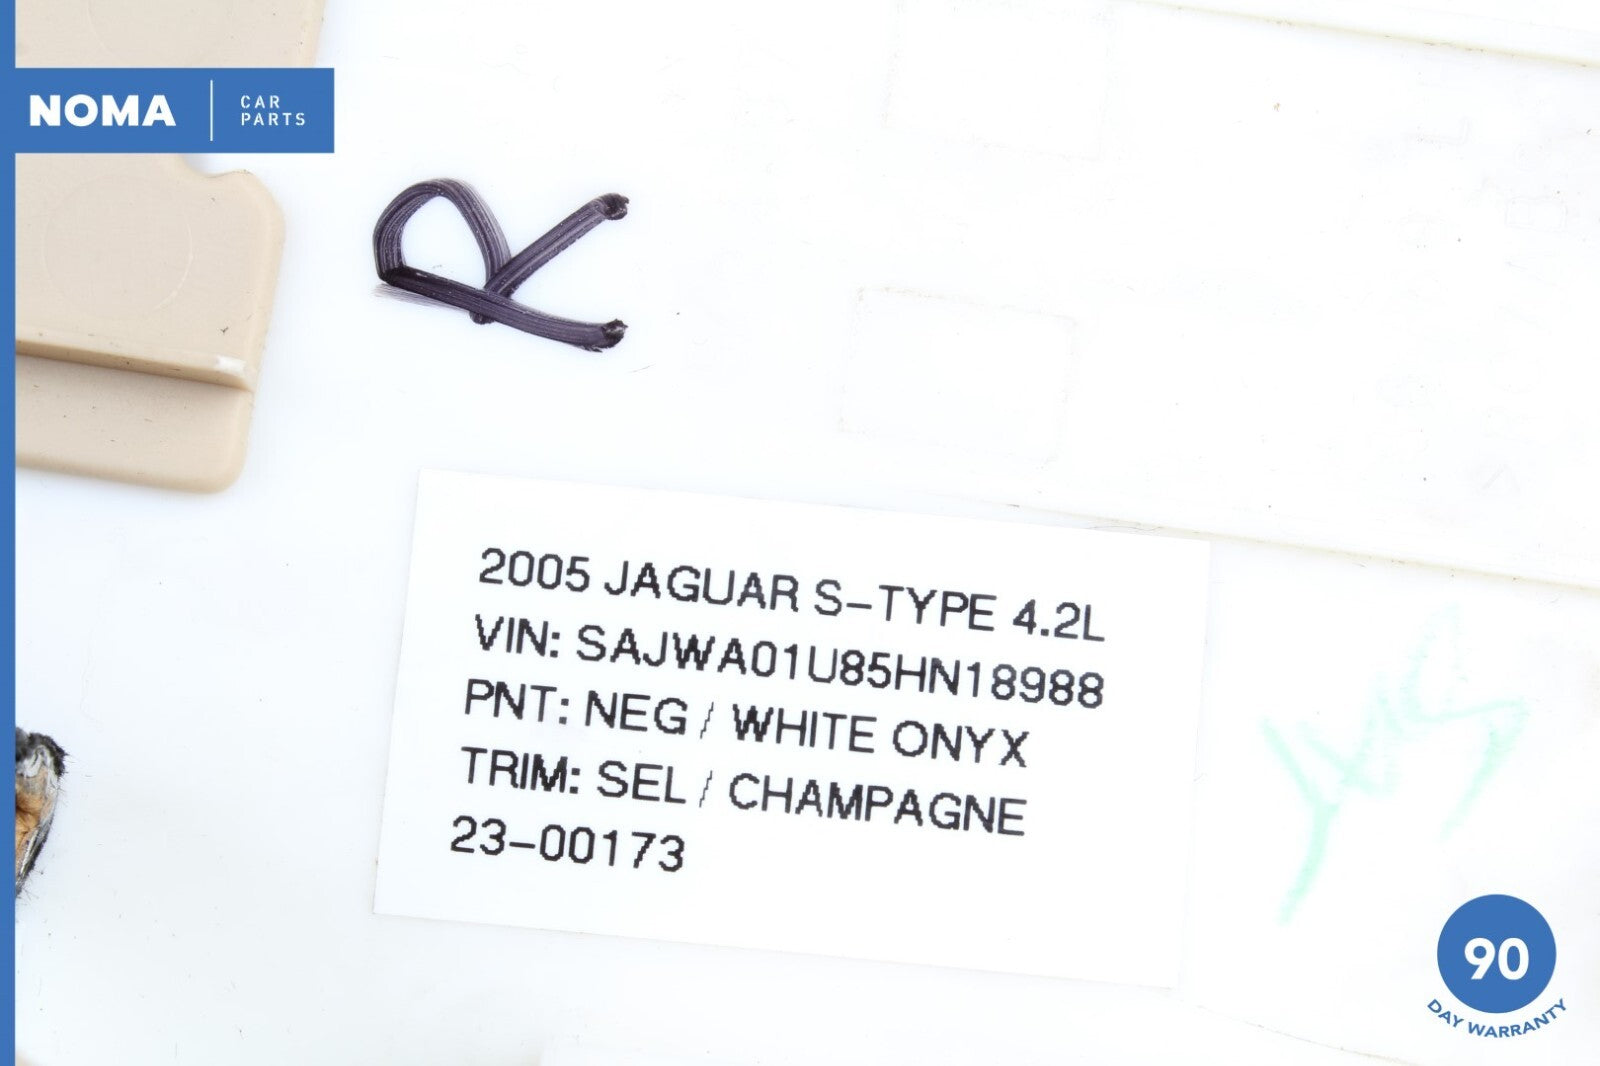 NOMA
CAR
PARTS
R
2005 JAGUAR S-TYPE 4.2L
VIN: SAJWA01U85HN18988
PNT: NEG / WHITE ONYX
TRIM: SEL / CHAMPAGNE
23-00173
90
DAY WARRANTY